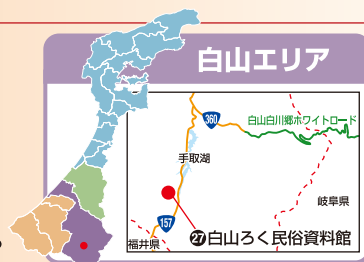 白山エリア
360
白山白川郷ホワイトロード
手取湖
岐阜県
157
福井県
27白山ろく民俗資料館